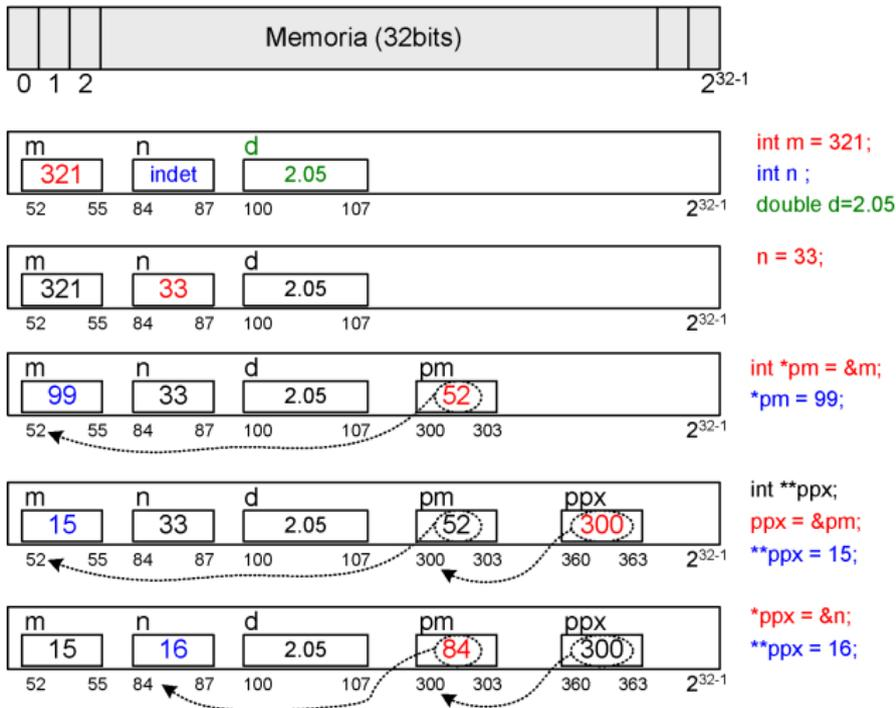 Memoria (32bits)
0 1 2 2^32-1
m n d
321 indet 2.05
52 55 84 87 100 107 2^32-1
int m = 321;
int n ;
double d=2.05
m n d
321 33 2.05
52 55 84 87 100 107 2^32-1
n = 33;
m n d pm
99 33 2.05 52
52 55 84 87 100 107 300 303 2^32-1
int *pm = &m;
*pm = 99;
m n d pm ppx
15 33 2.05 52 300
52 55 84 87 100 107 300 303 360 363 2^32-1
int **ppx;
ppx = &pm;
**ppx = 15;
m n d pm ppx
15 16 2.05 84 300
52 55 84 87 100 107 300 303 360 363 2^32-1
*ppx = &n;
**ppx = 16;